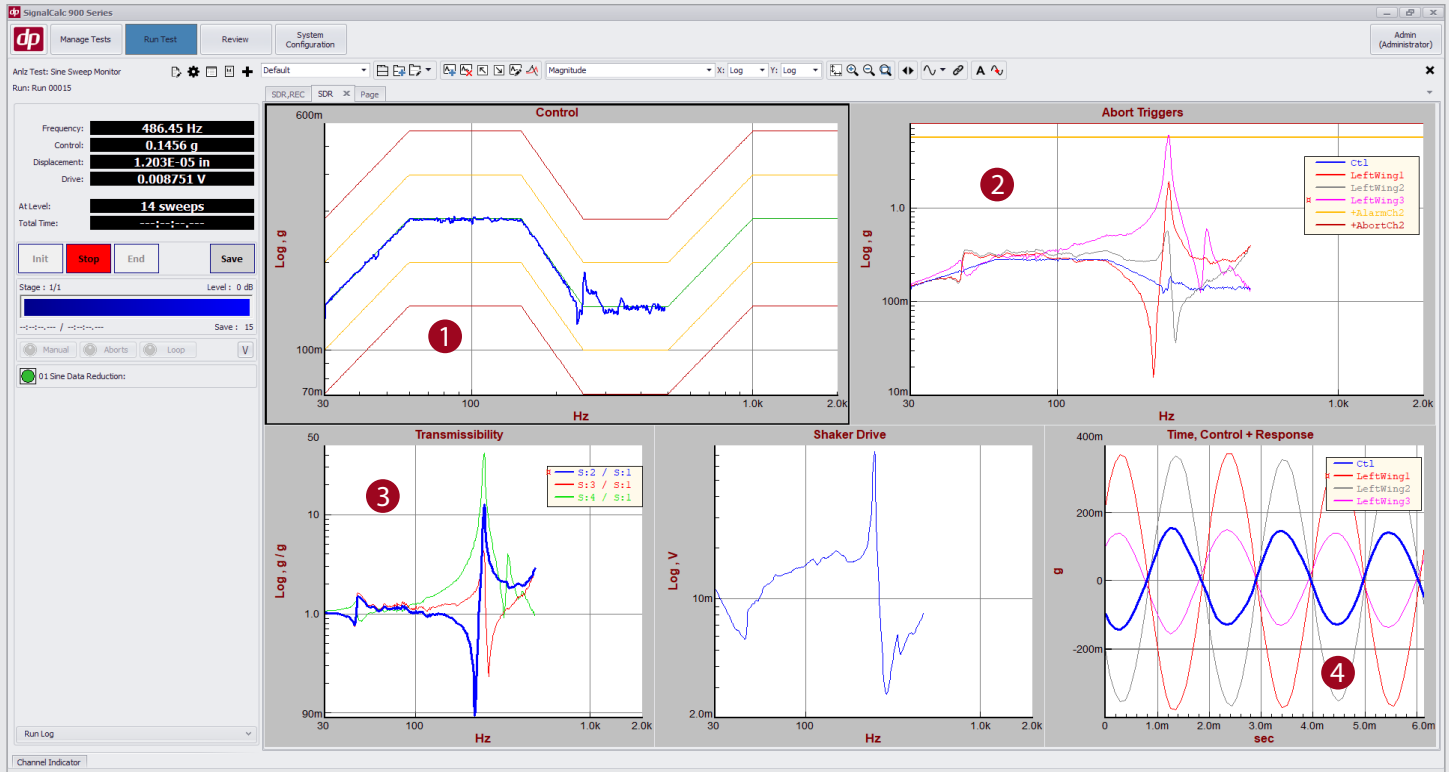 dp SignalCalc 900 Series
dp
Manage Tests
Run Test
Review
System
Configuration
Admin
(Administrator)
Anlz Test: Sine Sweep Monitor
Run: Run 00015
Default
Magnitude
X: Log
Y: Log
A
SDR,REC
SDR
Page
Frequency: 486.45 Hz
Control: 0.1456 g
Displacement: 1.203E-05 in
Drive: 0.008751 V
At Level: 14 sweeps
Total Time: ---:--:--.---
Init
Stop
End
Save
Stage : 1/1
Level : 0 dB
--:--:--.--- / --:--:--.---
Save : 15
Manual
Aborts
Loop
V
01 Sine Data Reduction:
Run Log
Channel Indicator
Control
600m
Log , g
100m
70m
30
100
1.0k
2.0k
Hz
1
Abort Triggers
Log , g
1.0
100m
10m
30
100
1.0k
2.0k
Hz
2
Ctl
LeftWing1
LeftWing2
LeftWing3
+AlarmCh2
+AbortCh2
Transmissibility
50
10
1.0
90m
Log , g / g
30
100
1.0k
2.0k
Hz
3
S:2 / S:1
S:3 / S:1
S:4 / S:1
Shaker Drive
Log , V
10m
2.0m
30
100
1.0k
2.0k
Hz
Time, Control + Response
400m
200m
0
-200m
g
0
1.0m
2.0m
3.0m
4.0m
5.0m
6.0m
sec
4
Ctl
LeftWing1
LeftWing2
LeftWing3